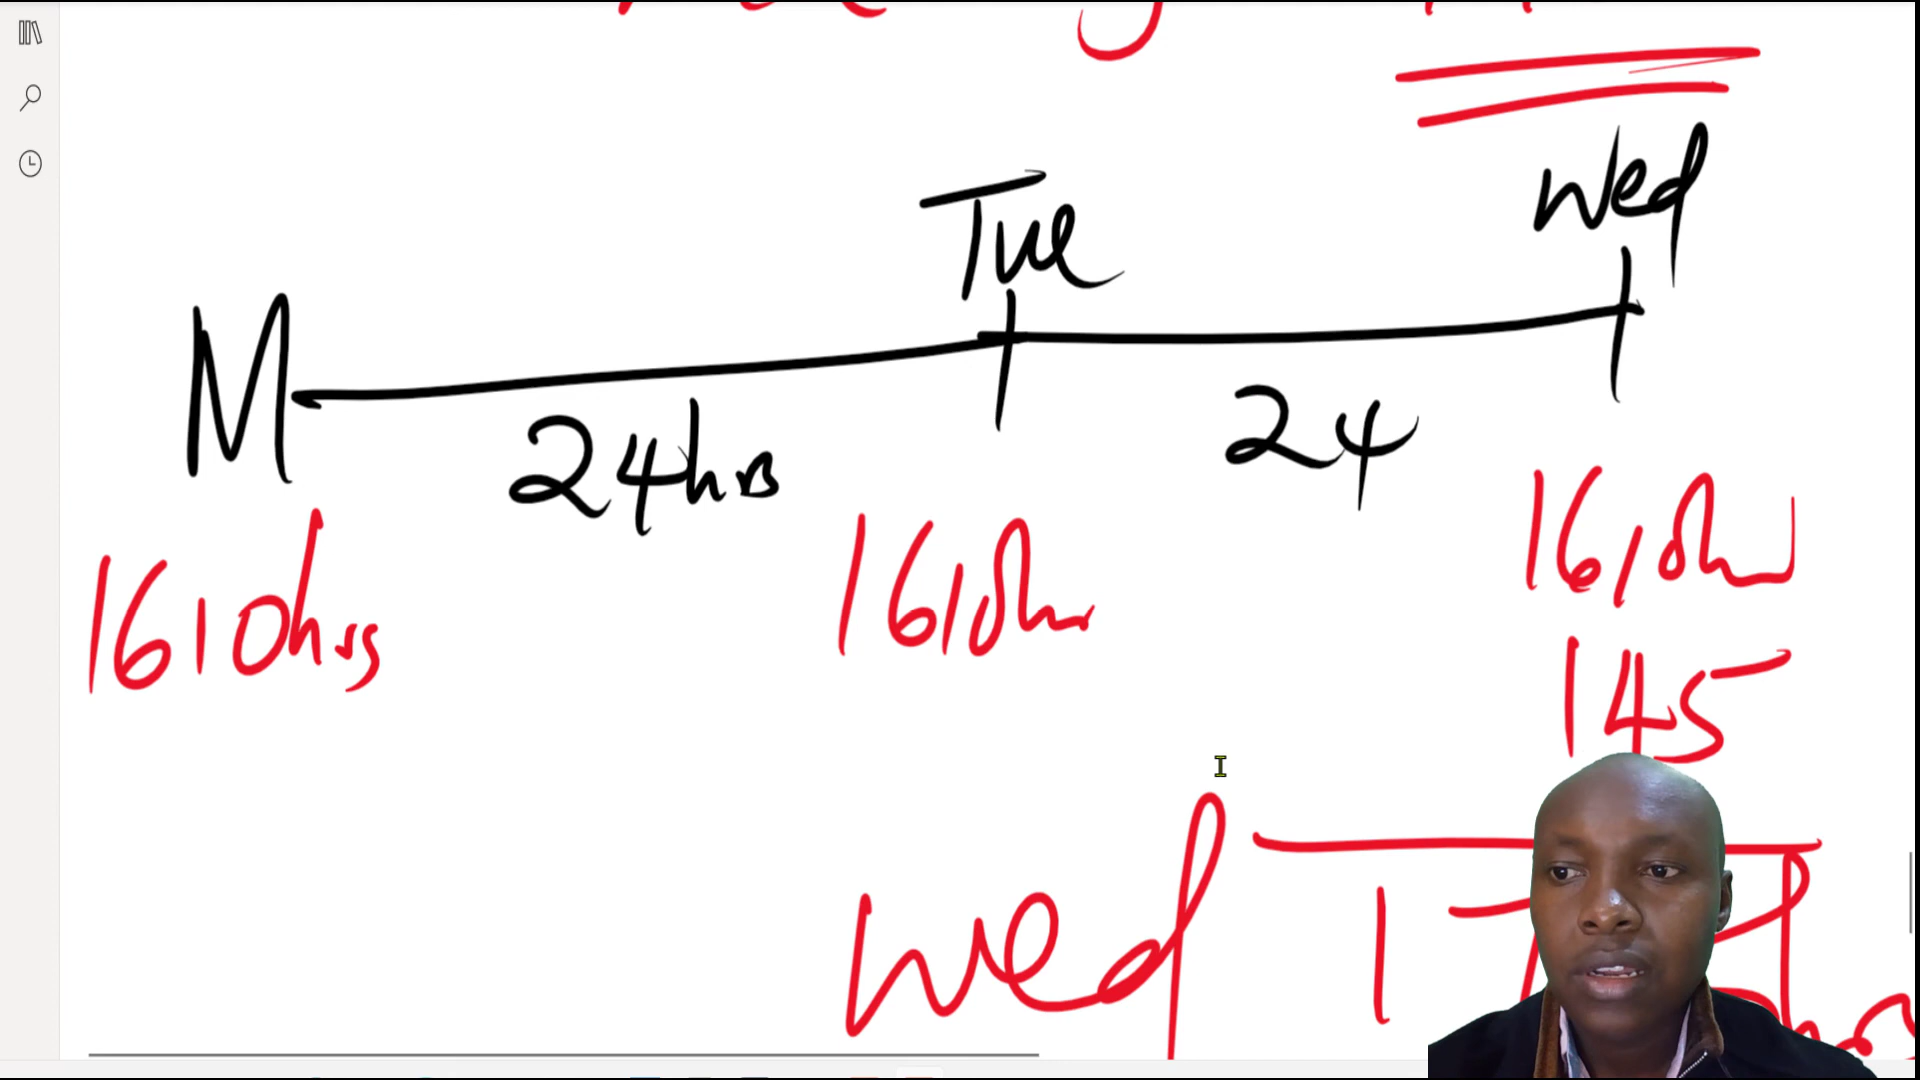 Tue Wed
M
24hrs 24
1610hrs 1610hr 1610hr
145
Wed